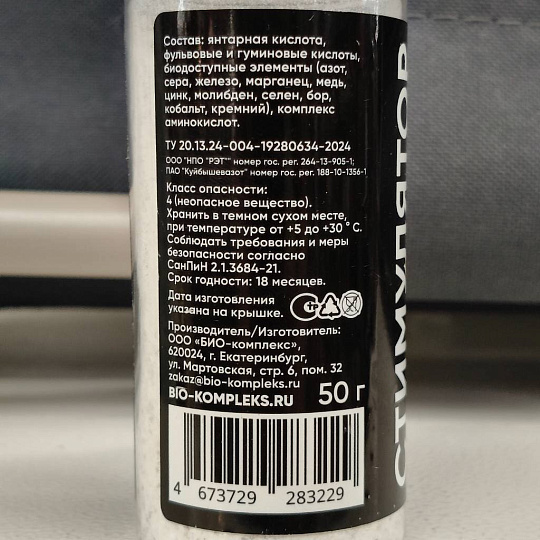 Состав: янтарная кислота,
фульвовые и гуминовые кислоты,
биодоступные элементы (азот,
сера, железо, марганец, медь,
цинк, молибден, селен, бор,
кобальт, кремний), комплекс
аминокислот.
ТУ 20.13.24-004-19280634-2024
ООО "НПО "РЭТ"" номер гос. рег. 264-13-905-1;
ПАО "Куйбышевазот" номер гос. рег. 188-10-1356-1
Класс опасности:
4 (неопасное вещество).
Хранить в темном сухом месте,
при температуре от +5 до +30 ° С.
Соблюдать требования и меры
безопасности согласно
СанПиН 2.1.3684-21.
Срок годности: 18 месяцев.
Дата изготовления
указана на крышке.
Производитель/Изготовитель:
ООО «БИО-комплекс»,
620024, г. Екатеринбург,
ул. Мартовская, стр. 6, пом. 32
zakaz@bio-kompleks.ru
BIO-KOMPLEKS.RU 50 г
4 673729 283229
СТИМУЛЯТОР